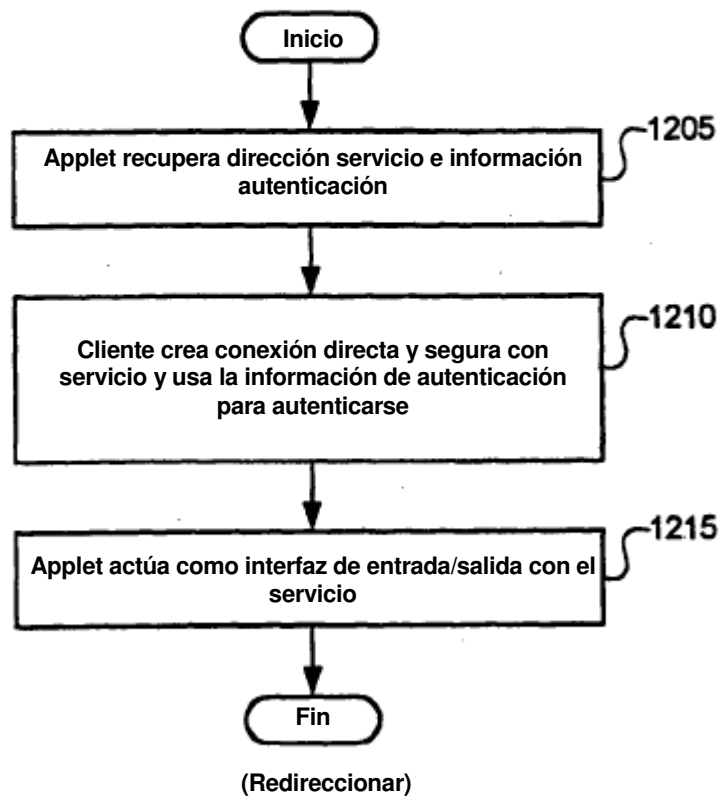 Inicio
1205
Applet recupera dirección servicio e información
autenticación
1210
Cliente crea conexión directa y segura con
servicio y usa la información de autenticación
para autenticarse
1215
Applet actúa como interfaz de entrada/salida con el
servicio
Fin
(Redireccionar)